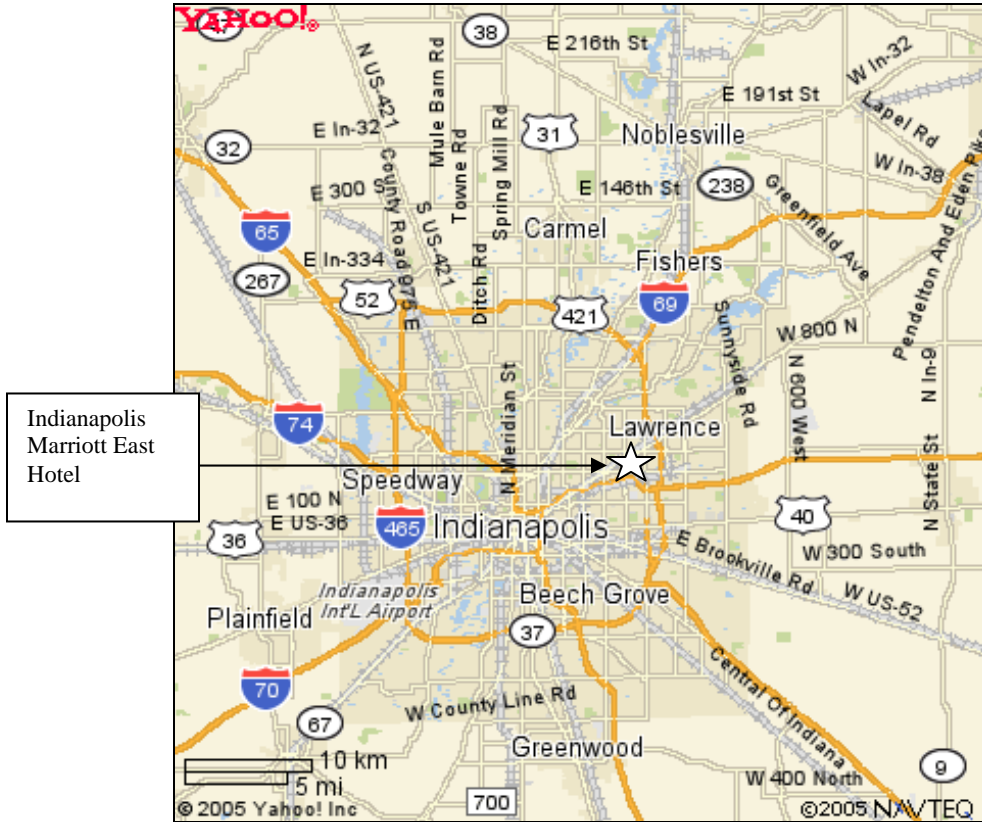 YAHOO!®
47
38
E 216th St
W In-32
N US-421
Mule Barn Rd
E 191st St
Lapel Rd
E In-32
31
Noblesville
32
Towne Rd
Spring Mill Rd
W In-38
E 300 S
County Road 975 E
S US-421
E 146th St
238
Greenfield Ave
Pendelton And Eden Pike
65
Carmel
E In-334
Fishers
267
52
Ditch Rd
421
69
Sunnyside Rd
W 800 N
N 600 West
N In-9
Indianapolis
Marriott East
Hotel
74
N Meridian St
Lawrence
Speedway
E 100 N
E US-36
36
465
Indianapolis
40
N State St
E Brookville Rd
W 300 South
Indianapolis
Int'L Airport
Beech Grove
W US-52
Plainfield
37
70
Central Of Indiana
67
W County Line Rd
Greenwood
10 km
5 mi
W 400 North
9
© 2005 Yahoo! Inc
700
©2005 NAVTEQ